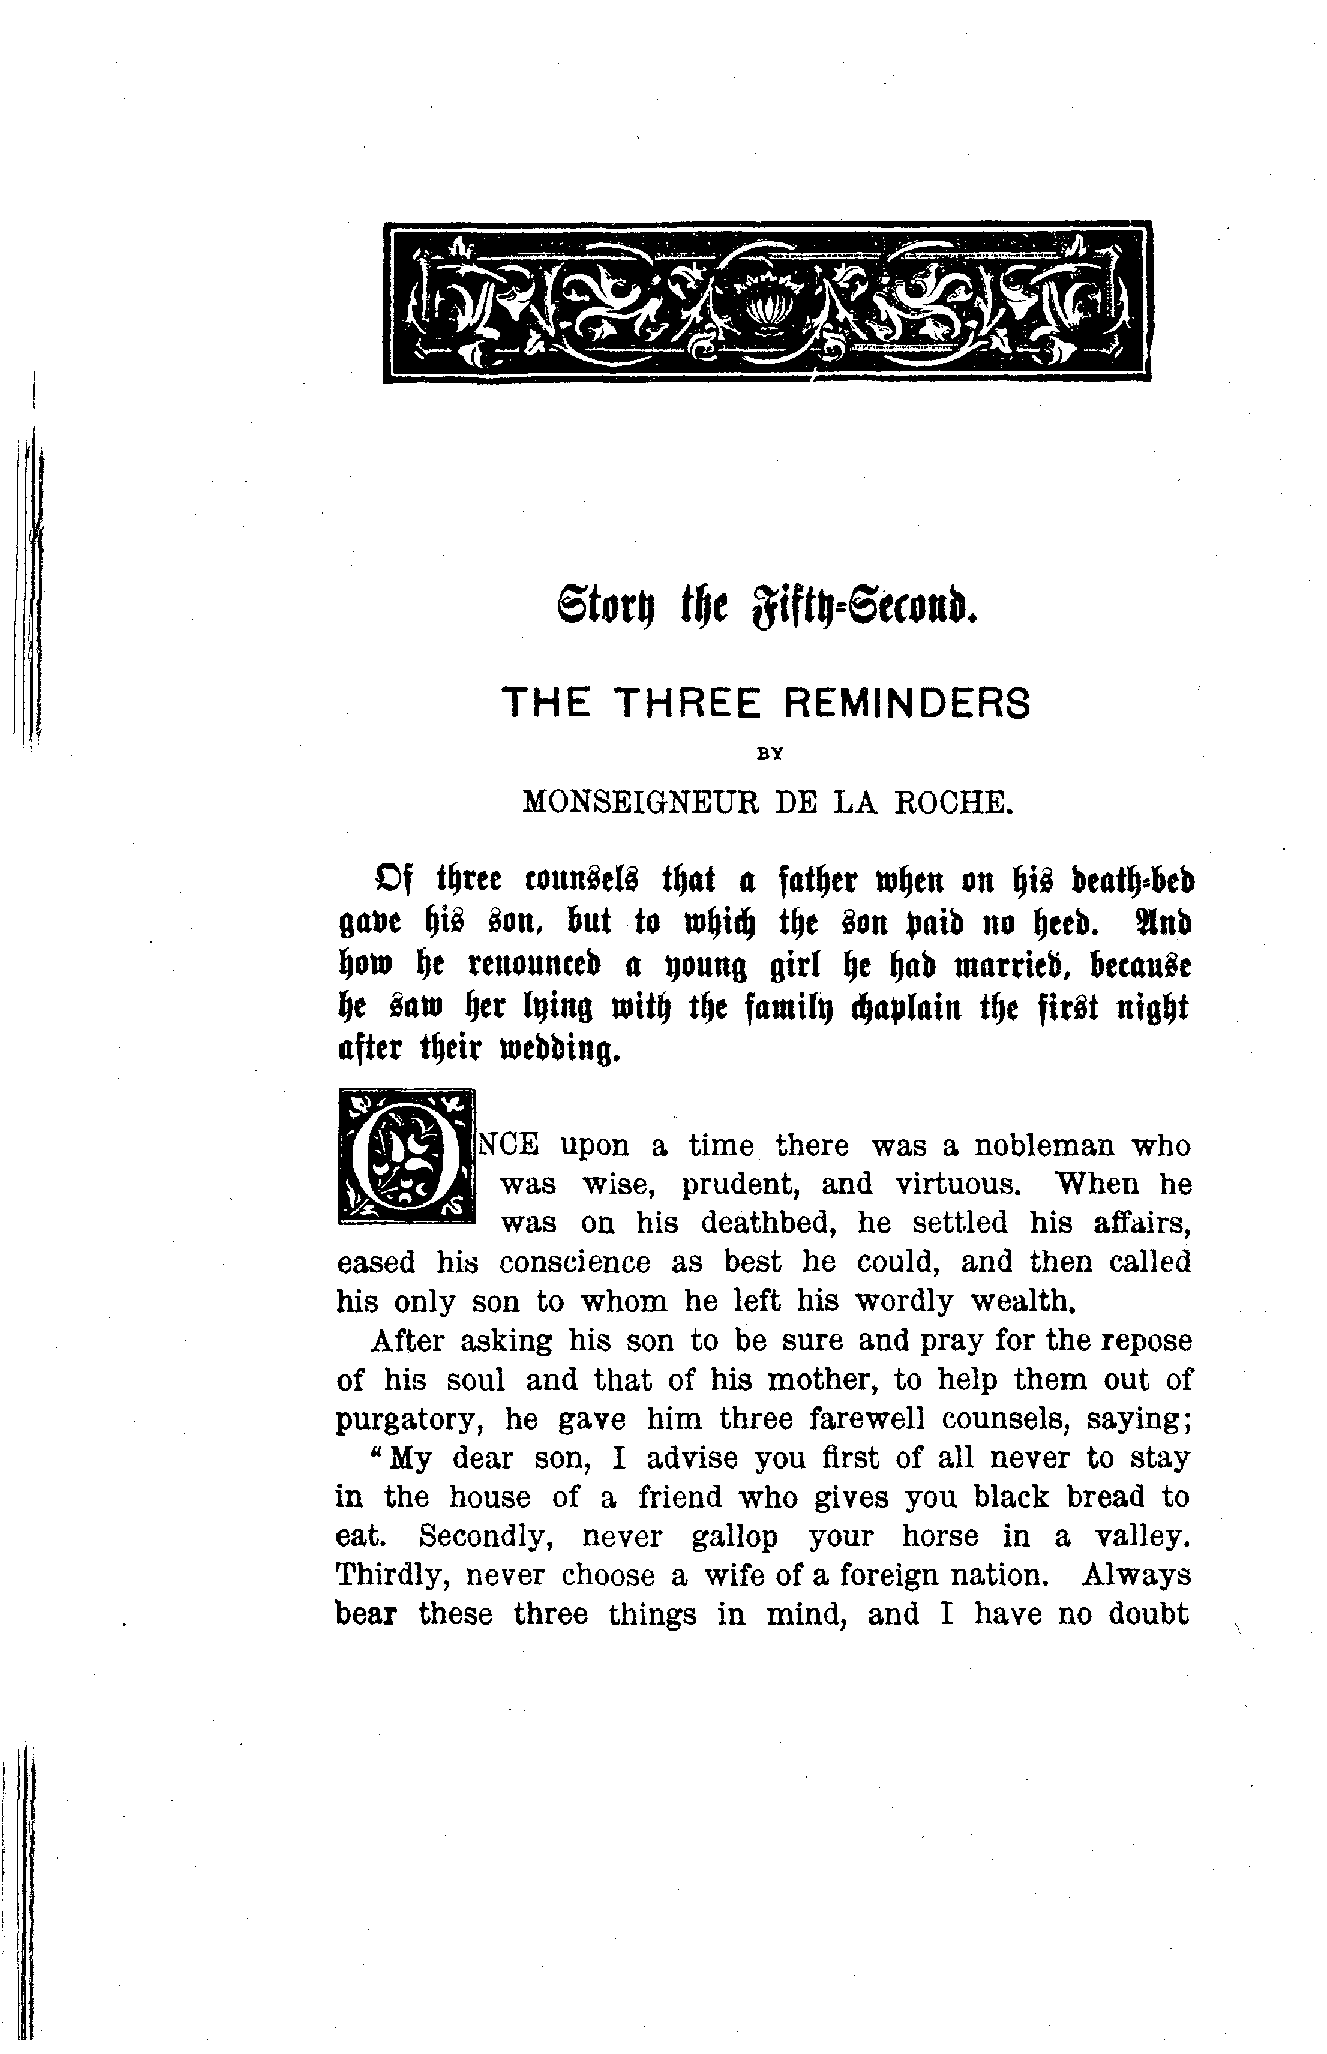 Story the Fifty-Second.
THE THREE REMINDERS
BY
MONSEIGNEUR DE LA ROCHE.
Of three counsels that a father when on his death-bed
gave his son, but to which the son paid no heed. And
how he renounced a young girl he had married, because
he saw her lying with the family chaplain the first night
after their wedding.
ONCE upon a time there was a nobleman who
was wise, prudent, and virtuous. When he
was on his deathbed, he settled his affairs,
eased his conscience as best he could, and then called
his only son to whom he left his wordly wealth.
After asking his son to be sure and pray for the repose
of his soul and that of his mother, to help them out of
purgatory, he gave him three farewell counsels, saying;
“My dear son, I advise you first of all never to stay
in the house of a friend who gives you black bread to
eat. Secondly, never gallop your horse in a valley.
Thirdly, never choose a wife of a foreign nation. Always
bear these three things in mind, and I have no doubt